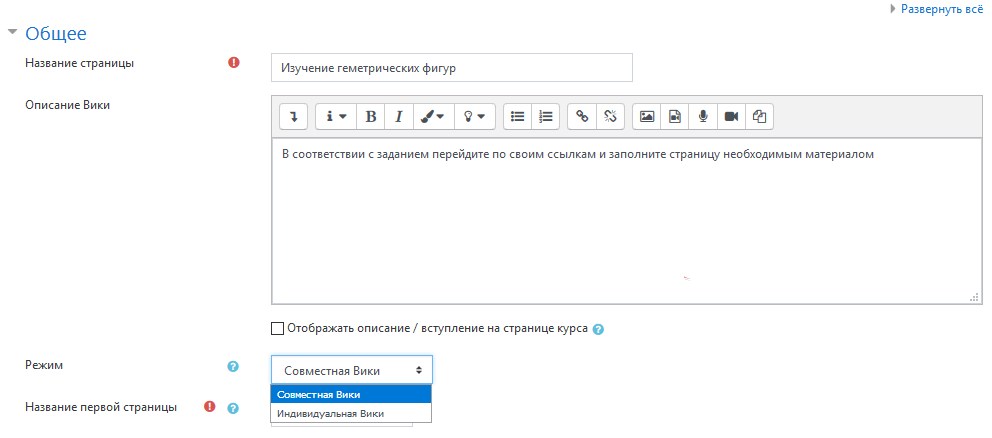 Развернуть всё
Общее
Название страницы
Изучение геметрических фигур
Описание Вики
B I
В соответствии с заданием перейдите по своим ссылкам и заполните страницу необходимым материалом
Отображать описание / вступление на странице курса
Режим
Совместная Вики
Совместная Вики
Название первой страницы
Индивидуальная Вики